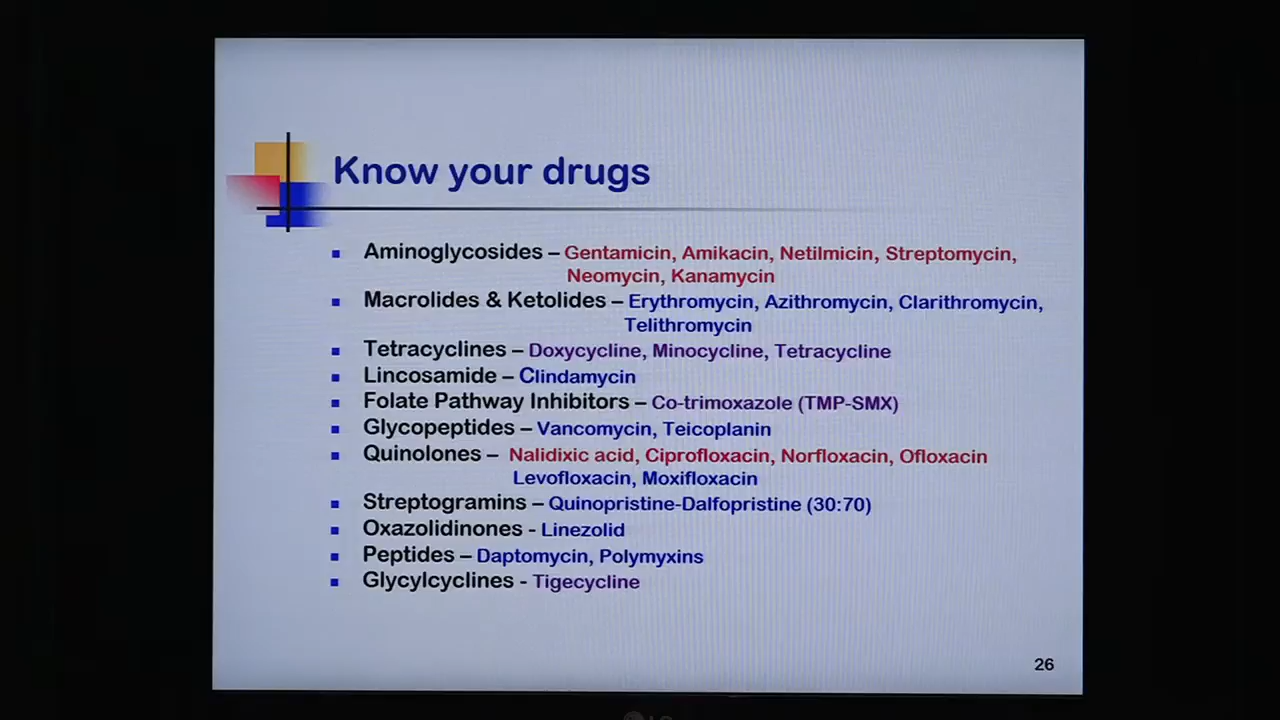 Know your drugs
Aminoglycosides – Gentamicin, Amikacin, Netilmicin, Streptomycin,
Neomycin, Kanamycin
Macrolides & Ketolides – Erythromycin, Azithromycin, Clarithromycin,
Telithromycin
Tetracyclines – Doxycycline, Minocycline, Tetracycline
Lincosamide – Clindamycin
Folate Pathway Inhibitors – Co-trimoxazole (TMP-SMX)
Glycopeptides – Vancomycin, Teicoplanin
Quinolones – Nalidixic acid, Ciprofloxacin, Norfloxacin, Ofloxacin
Levofloxacin, Moxifloxacin
Streptogramins – Quinopristine-Dalfopristine (30:70)
Oxazolidinones - Linezolid
Peptides – Daptomycin, Polymyxins
Glycylcyclines - Tigecycline
26